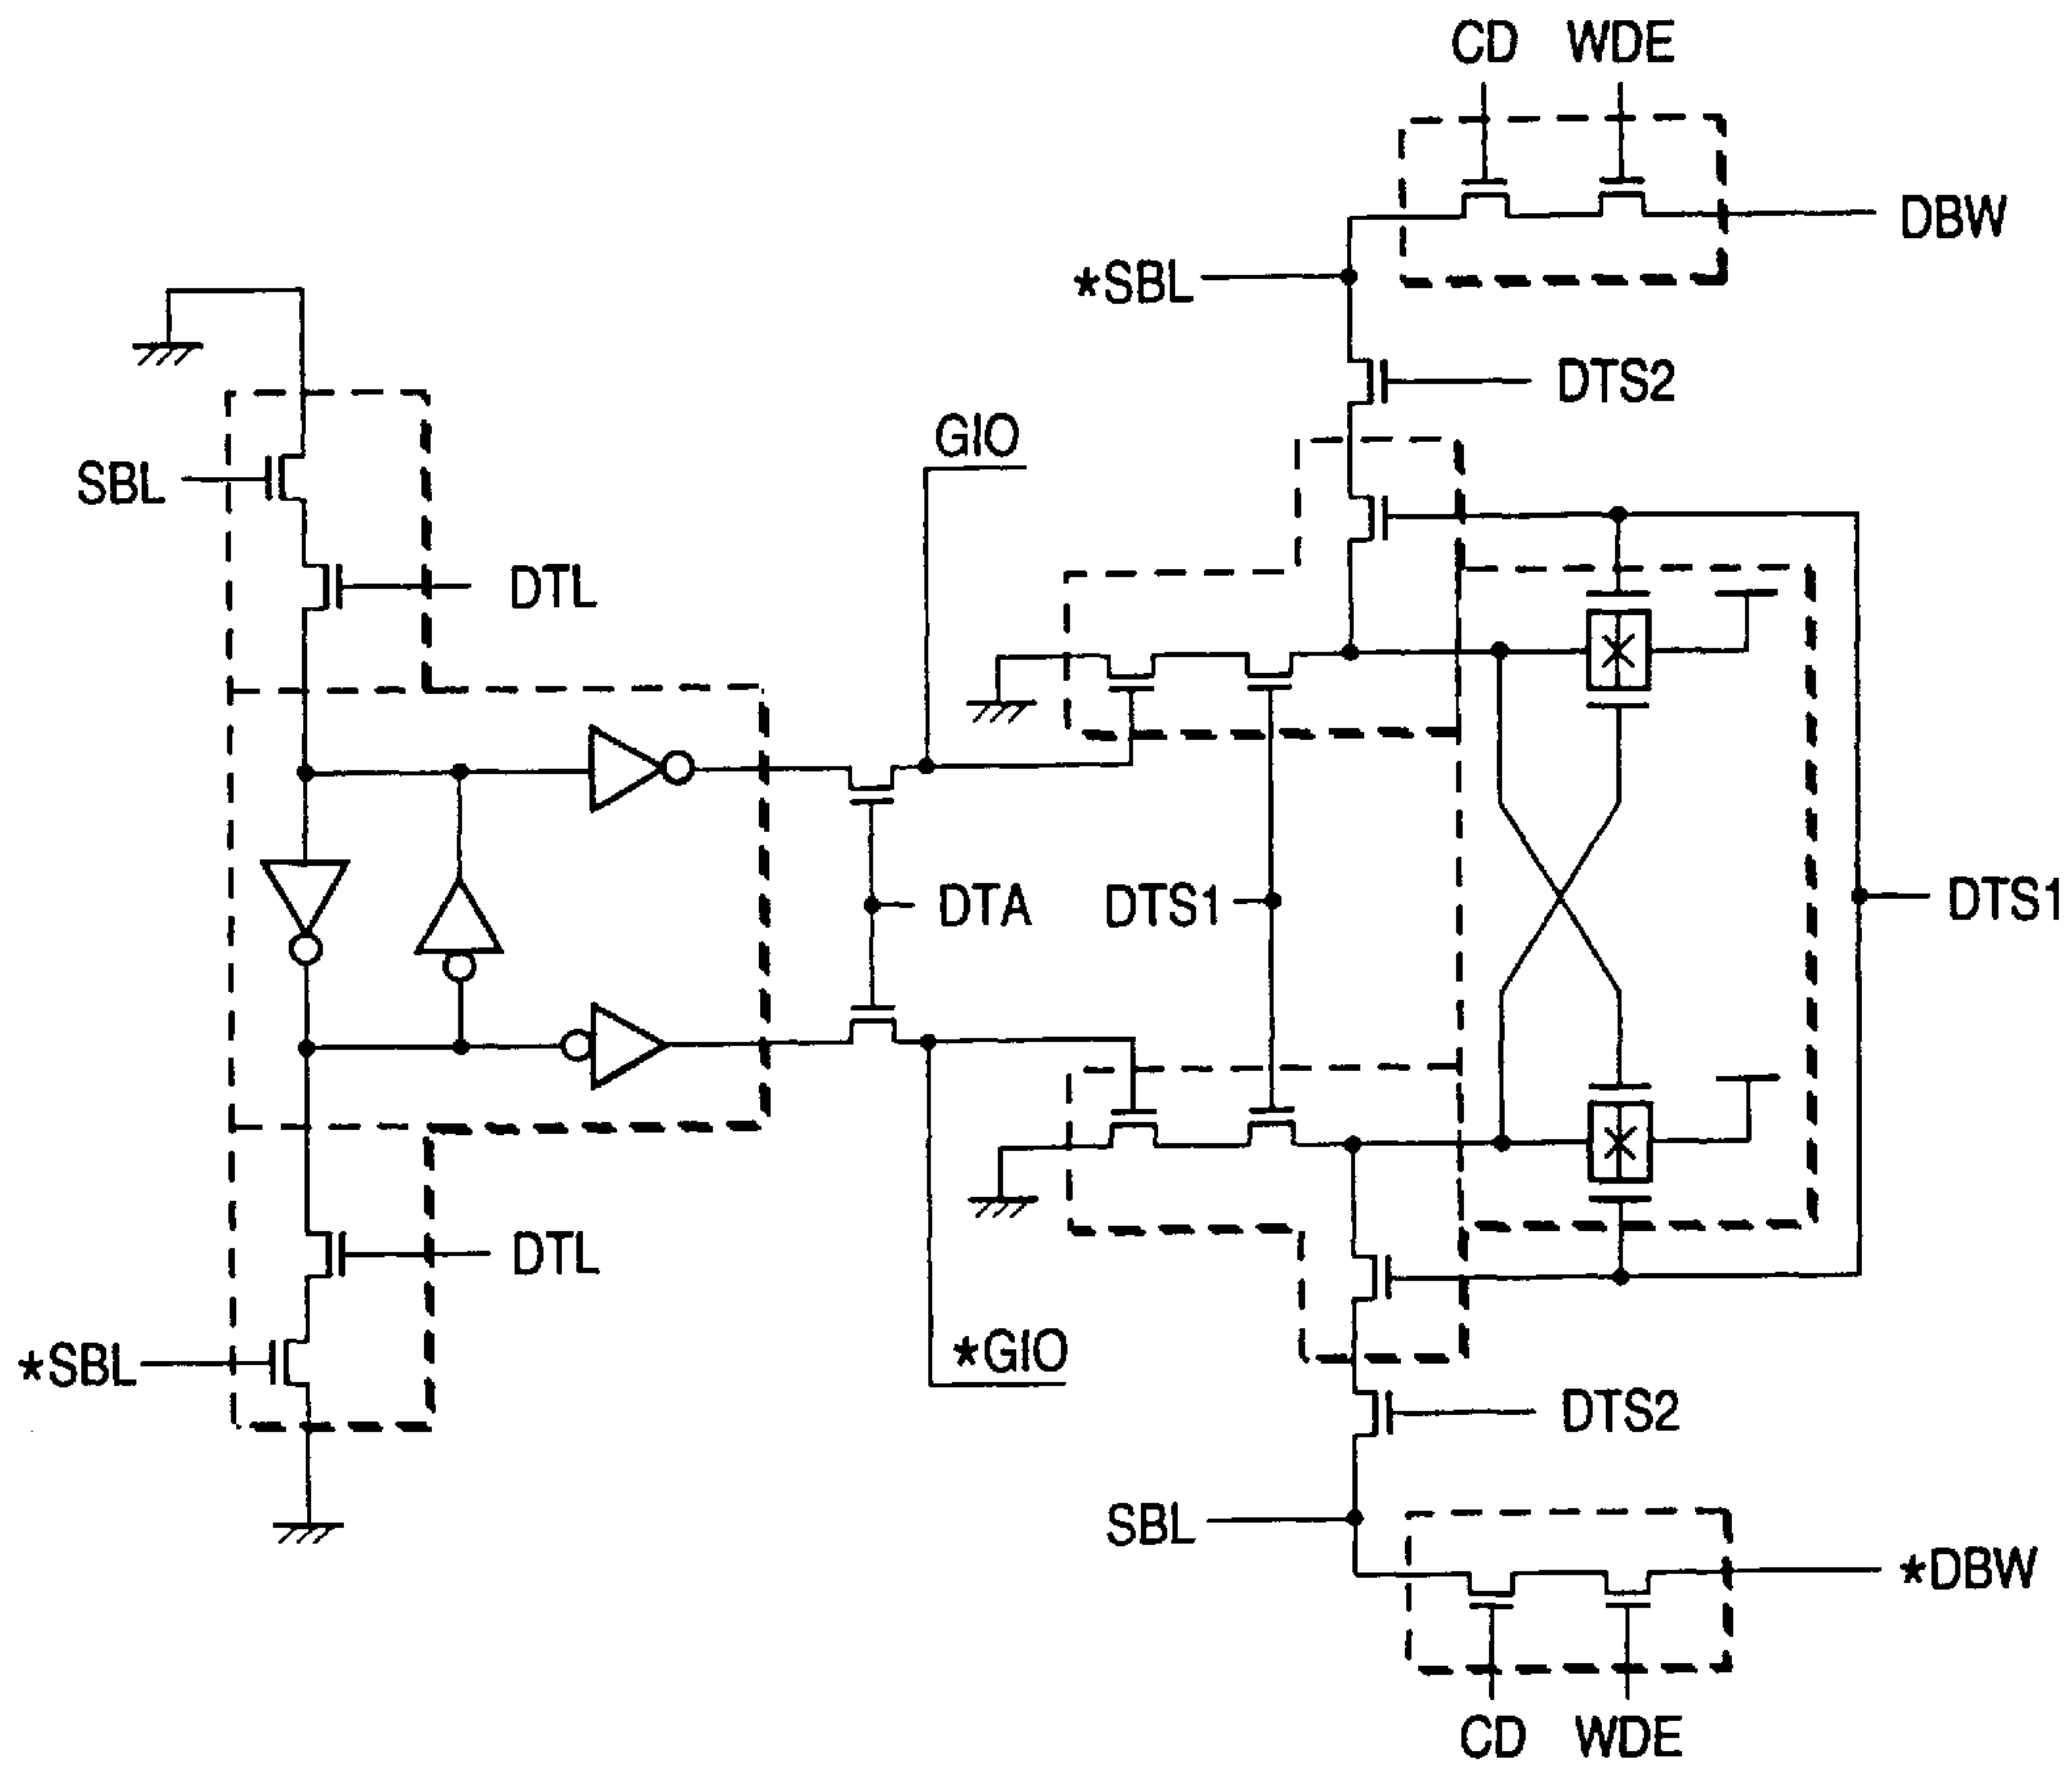 CD WDE
DBW
*SBL
DTS2
GIO
SBL
DTL
DTA
DTS1
DTS1
DTL
*GIO
*SBL
DTS2
SBL
*DBW
CD WDE